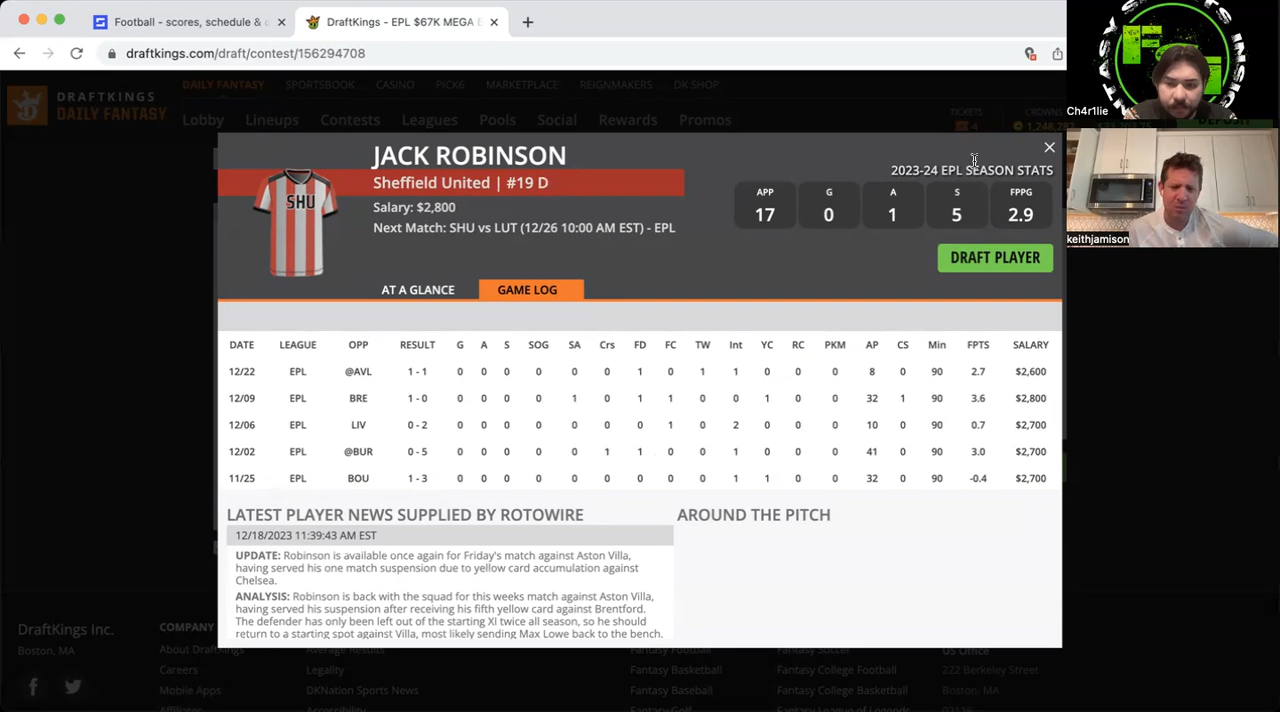 Football - scores, schedule &
DraftKings - EPL $67K MEGA E
draftkings.com/draft/contest/156294708
DAILY FANTASY SPORTSBOOK CASINO PICK6 MARKETPLACE REIGNMAKERS DK SHOP
DRAFTKINGS
DAILY FANTASY
Lobby Lineups Contests Leagues Pools Social Rewards Promos
TICKETS
4
CROWNS
Ch4r1lie
keithjamison
JACK ROBINSON
Sheffield United | #19 D
Salary: $2,800
Next Match: SHU vs LUT (12/26 10:00 AM EST) - EPL
SHU
2023-24 EPL SEASON STATS
APP G A S FPPG
17 0 1 5 2.9
DRAFT PLAYER
AT A GLANCE GAME LOG
DATE LEAGUE OPP RESULT G A S SOG SA Crs FD FC TW Int YC RC PKM AP CS Min FPTS SALARY
12/22 EPL @AVL 1 - 1 0 0 0 0 0 0 1 0 1 1 0 0 0 8 0 90 2.7 $2,600
12/09 EPL BRE 1 - 0 0 0 0 0 1 0 1 1 0 0 1 0 0 32 1 90 3.6 $2,800
12/06 EPL LIV 0 - 2 0 0 0 0 0 0 0 1 0 2 0 0 0 10 0 90 0.7 $2,700
12/02 EPL @BUR 0 - 5 0 0 0 0 0 1 1 0 0 1 0 0 0 41 0 90 3.0 $2,700
11/25 EPL BOU 1 - 3 0 0 0 0 0 0 0 0 0 1 1 0 0 32 0 90 -0.4 $2,700
LATEST PLAYER NEWS SUPPLIED BY ROTOWIRE
12/18/2023 11:39:43 AM EST
UPDATE: Robinson is available once again for Friday's match against Aston Villa,
having served his one match suspension due to yellow card accumulation against
Chelsea.
ANALYSIS: Robinson is back with the squad for this weeks match against Aston Villa,
having served his suspension after receiving his fifth yellow card against Brentford.
The defender has only been left out of the starting XI twice all season, so he should
return to a starting spot against Villa, most likely sending Max Lowe back to the bench.
AROUND THE PITCH
DraftKings Inc.
Boston, MA
COMPANY
About DraftKings
Careers
Mobile Apps
Affiliates
Average Results
Legality
DKNation Sports News
Accessibility
Fantasy Football
Fantasy Basketball
Fantasy Baseball
Fantasy Golf
Fantasy Soccer
Fantasy College Football
Fantasy College Basketball
Fantasy League of Legends
US Office
222 Berkeley Street
Boston, MA
02116